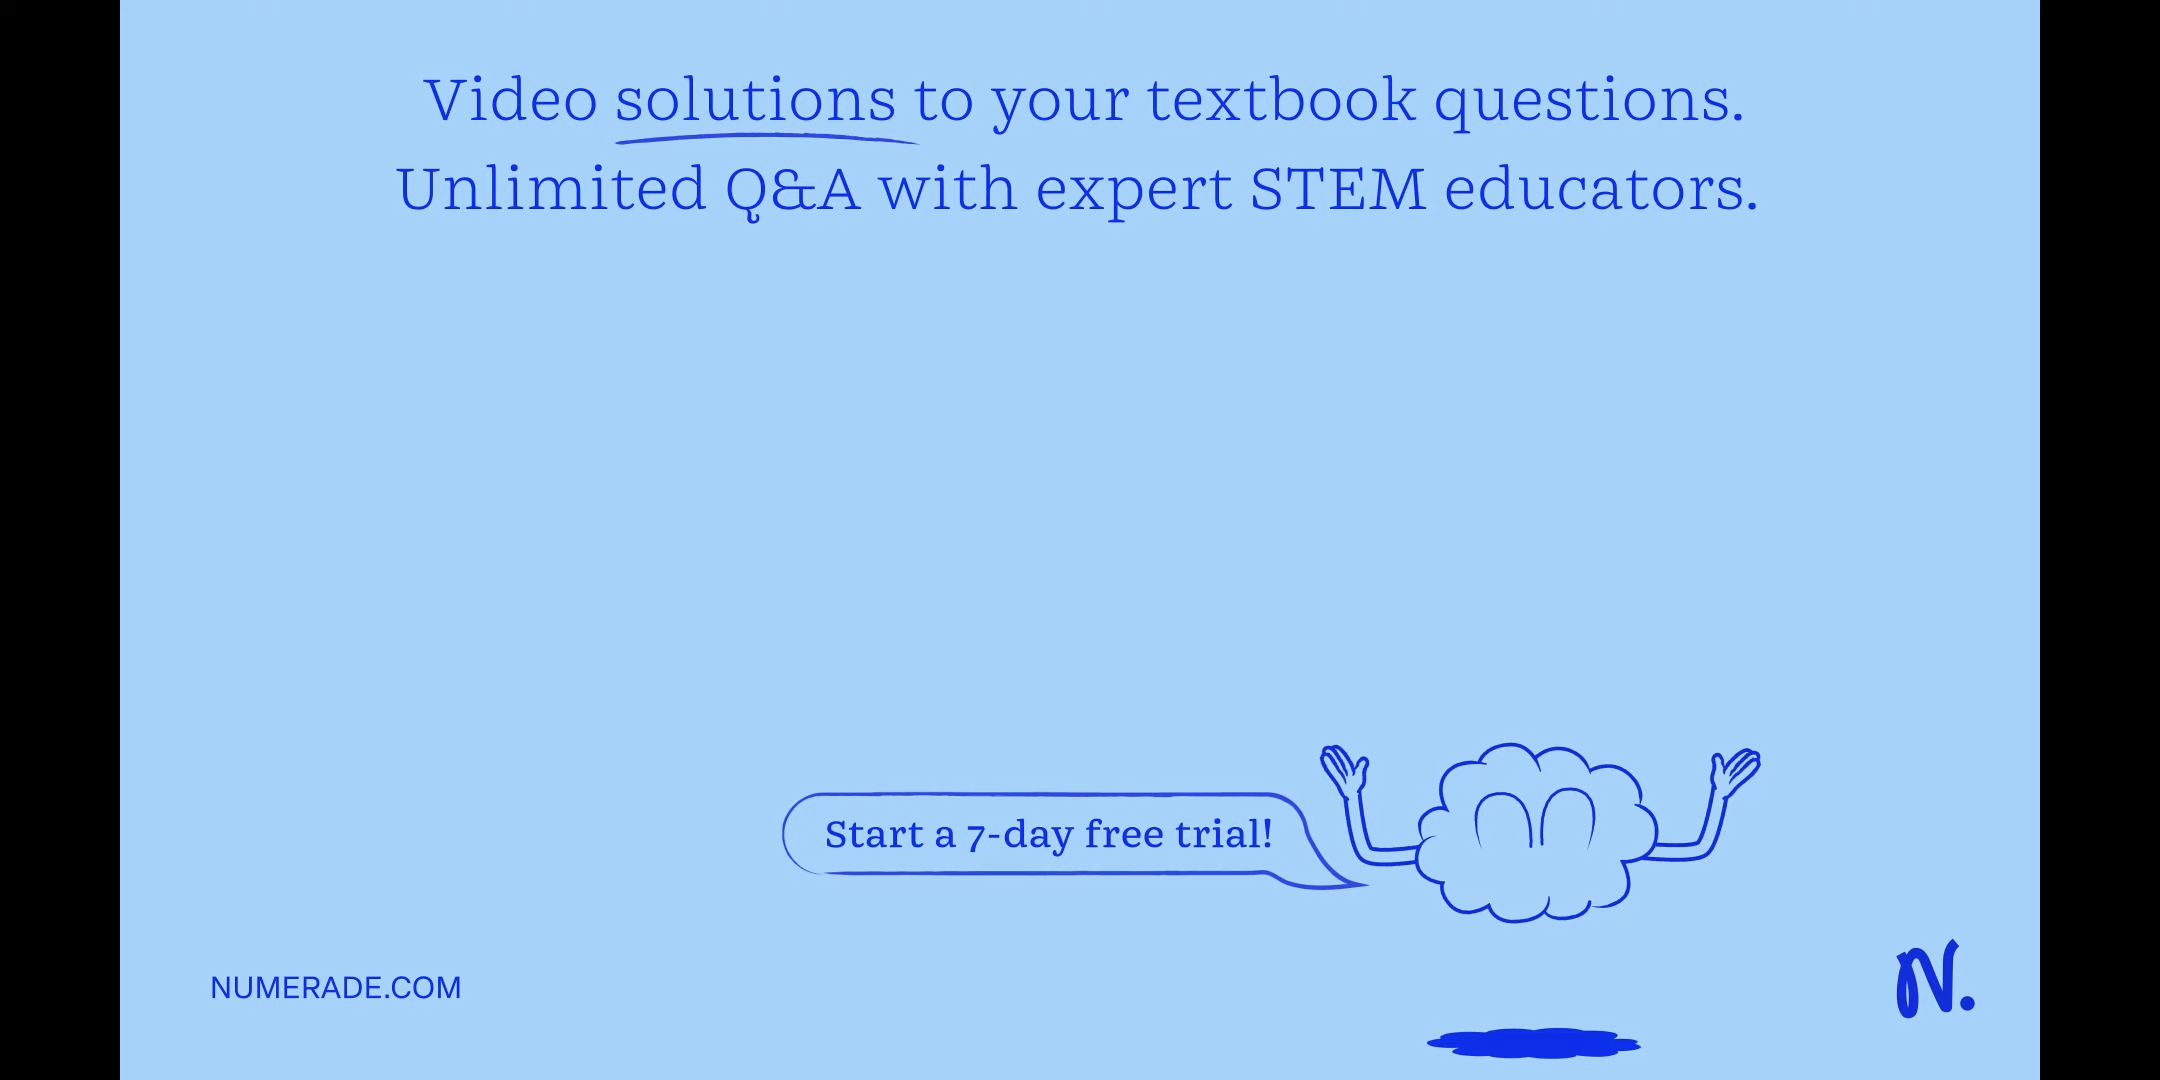 Video solutions to your textbook questions.
Unlimited Q&A with expert STEM educators.
Start a 7-day free trial!
NUMERADE.COM
N.